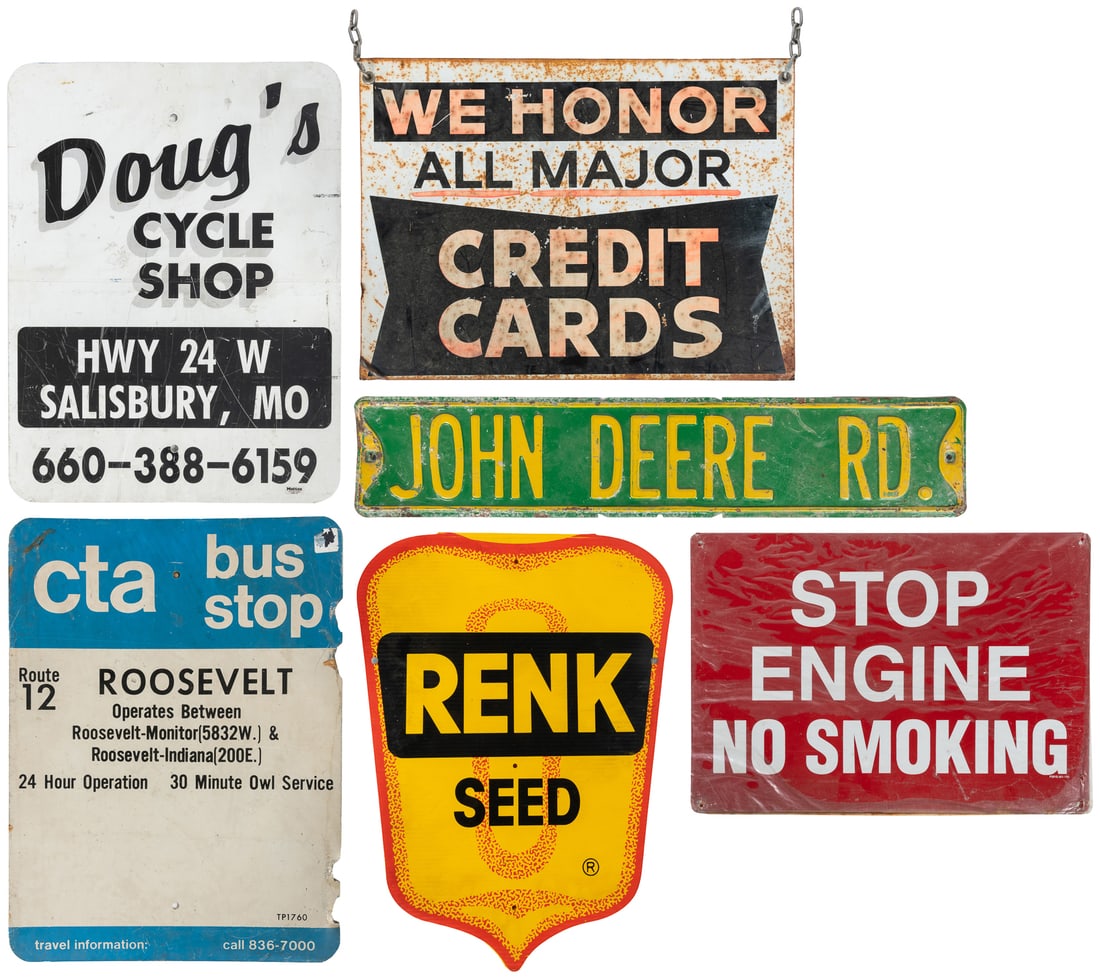 Doug's
CYCLE
SHOP
HWY 24 W
SALISBURY, MO
660-388-6159
WE HONOR
ALL MAJOR
CREDIT
CARDS
JOHN DEERE RD.
cta bus stop
Route 12 ROOSEVELT
Operates Between
Roosevelt-Monitor(5832W.) &
Roosevelt-Indiana(200E.)
24 Hour Operation 30 Minute Owl Service
TP1760
travel information: call 836-7000
RENK
SEED
®
STOP
ENGINE
NO SMOKING